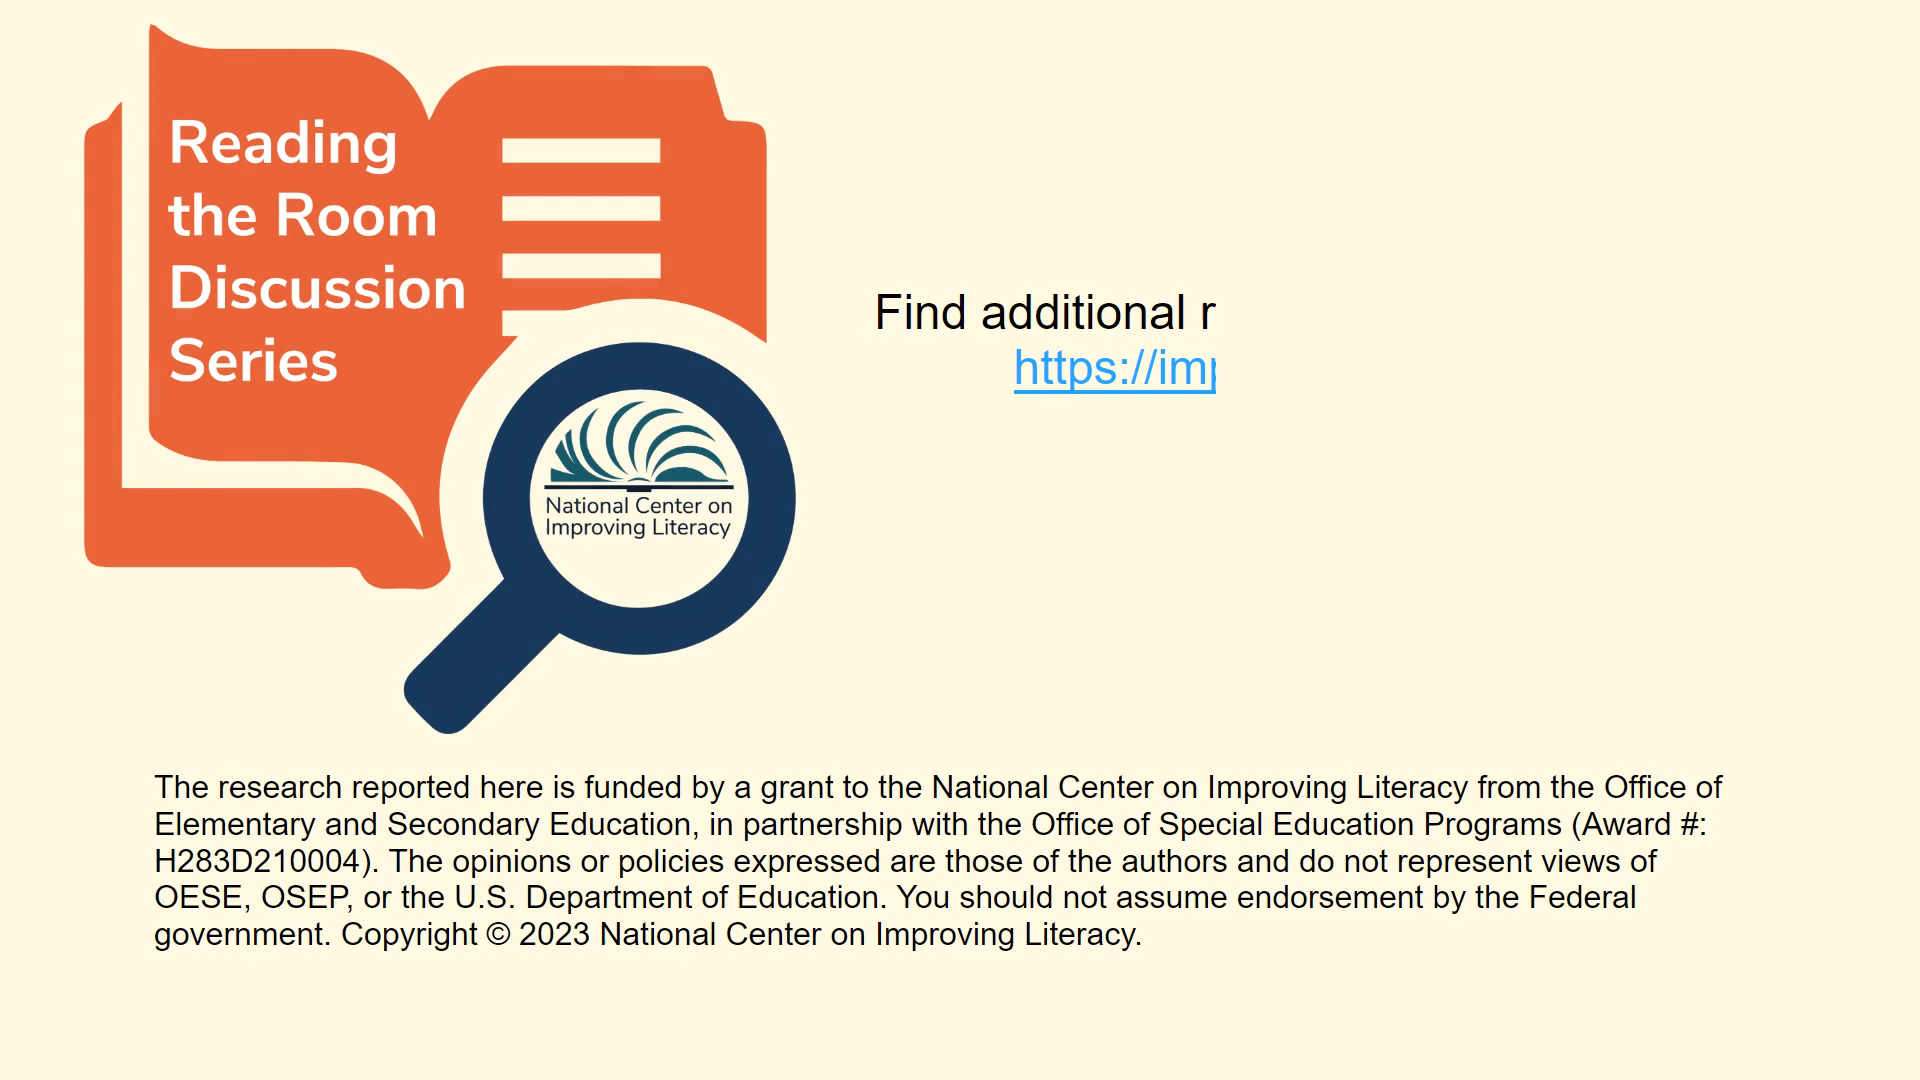 Reading
the Room
Discussion
Series
National Center on
Improving Literacy
Find additional r
https://imp
The research reported here is funded by a grant to the National Center on Improving Literacy from the Office of
Elementary and Secondary Education, in partnership with the Office of Special Education Programs (Award #:
H283D210004). The opinions or policies expressed are those of the authors and do not represent views of
OESE, OSEP, or the U.S. Department of Education. You should not assume endorsement by the Federal
government. Copyright © 2023 National Center on Improving Literacy.